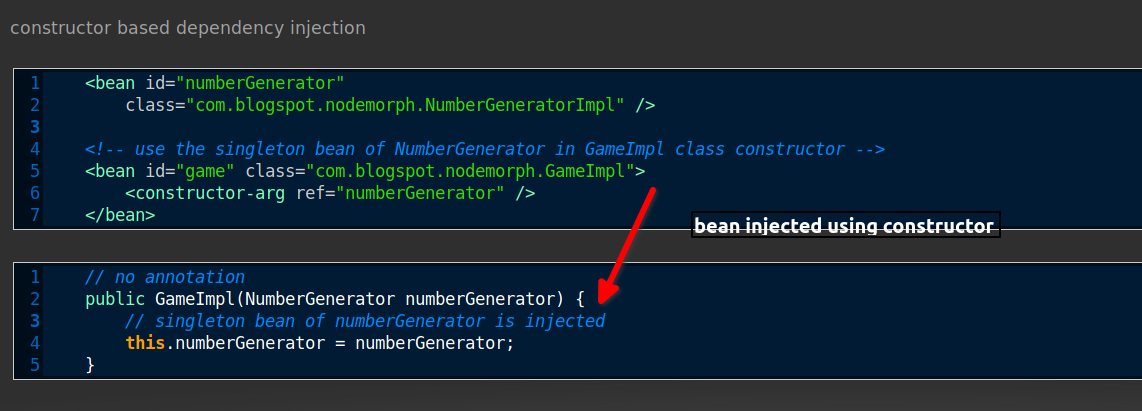 constructor based dependency injection
1 <bean id="numberGenerator"
2 class="com.blogspot.nodemorph.NumberGeneratorImpl" />
3
4 <!-- use the singleton bean of NumberGenerator in GameImpl class constructor -->
5 <bean id="game" class="com.blogspot.nodemorph.GameImpl">
6 <constructor-arg ref="numberGenerator" />
7 </bean>
bean injected using constructor
1 // no annotation
2 public GameImpl(NumberGenerator numberGenerator) {
3 // singleton bean of numberGenerator is injected
4 this.numberGenerator = numberGenerator;
5 }